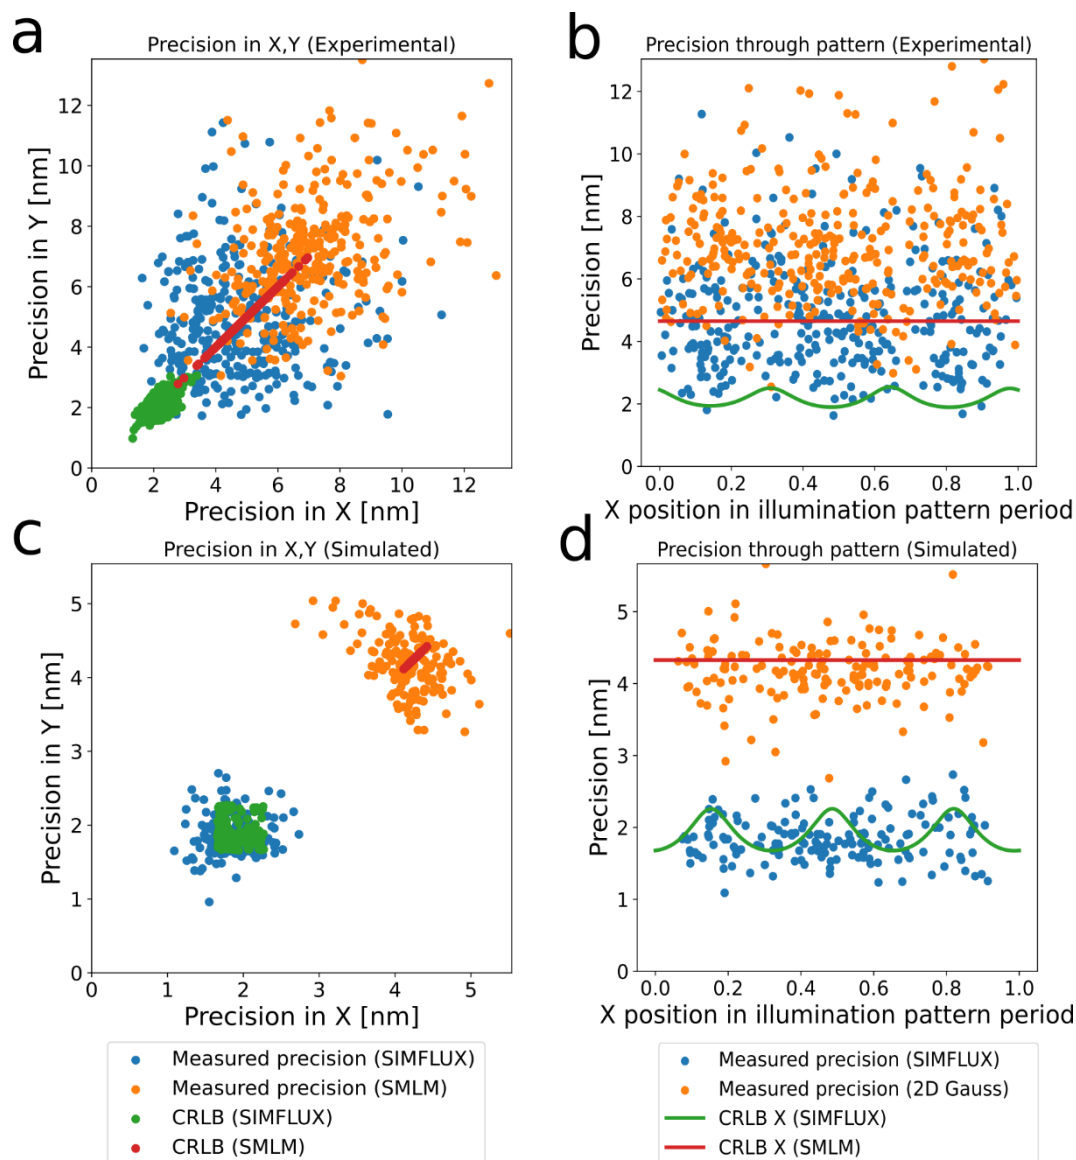 a
Precision in X,Y (Experimental)
12
10
8
6
4
2
0
Precision in Y [nm]
0 2 4 6 8 10 12
Precision in X [nm]
b
Precision through pattern (Experimental)
12
10
8
6
4
2
0
Precision [nm]
0.0 0.2 0.4 0.6 0.8 1.0
X position in illumination pattern period
c
Precision in X,Y (Simulated)
5
4
3
2
1
0
Precision in Y [nm]
0 1 2 3 4 5
Precision in X [nm]
d
Precision through pattern (Simulated)
5
4
3
2
1
0
Precision [nm]
0.0 0.2 0.4 0.6 0.8 1.0
X position in illumination pattern period
Measured precision (SIMFLUX)
Measured precision (SMLM)
CRLB (SIMFLUX)
CRLB (SMLM)
Measured precision (SIMFLUX)
Measured precision (2D Gauss)
CRLB X (SIMFLUX)
CRLB X (SMLM)